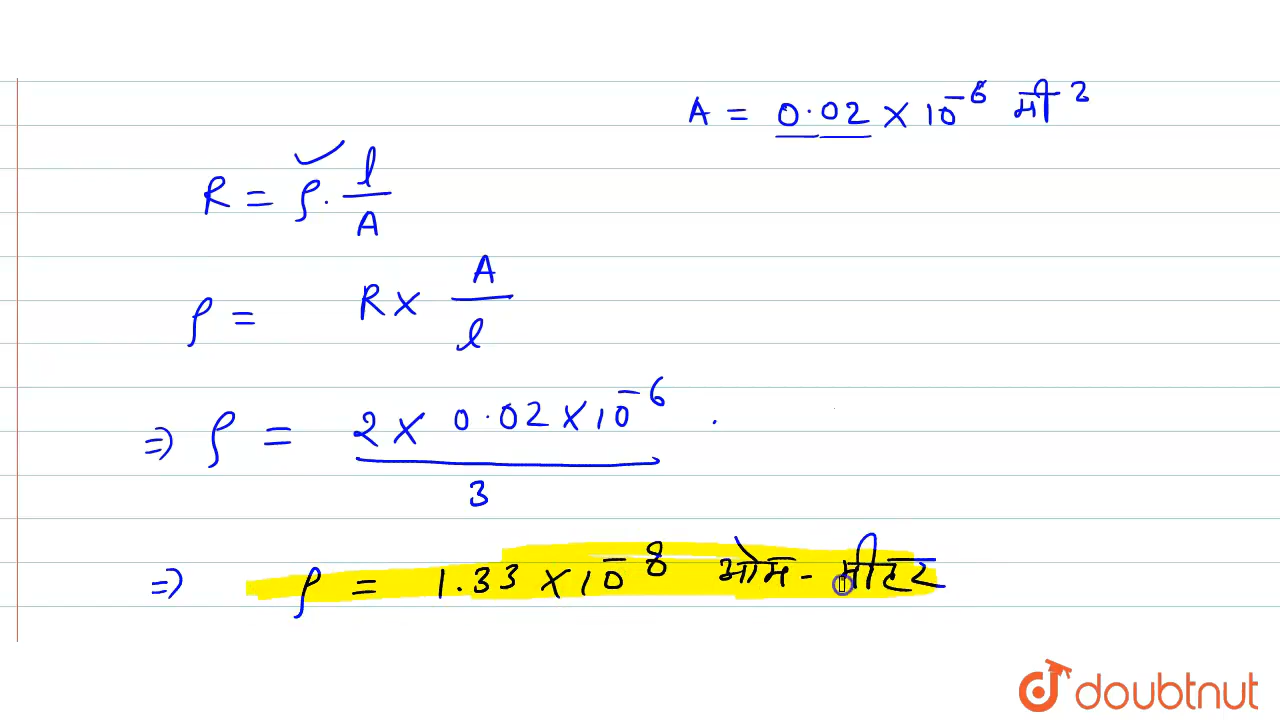 A = 0.02 × 10⁻⁶ मी²
R = ρ. l/A
ρ = R × A/l
⇒ ρ = 2 × 0.02 × 10⁻⁶ / 3 .
⇒ ρ = 1.33 × 10⁻⁸ ओम - मीटर
doubtnut